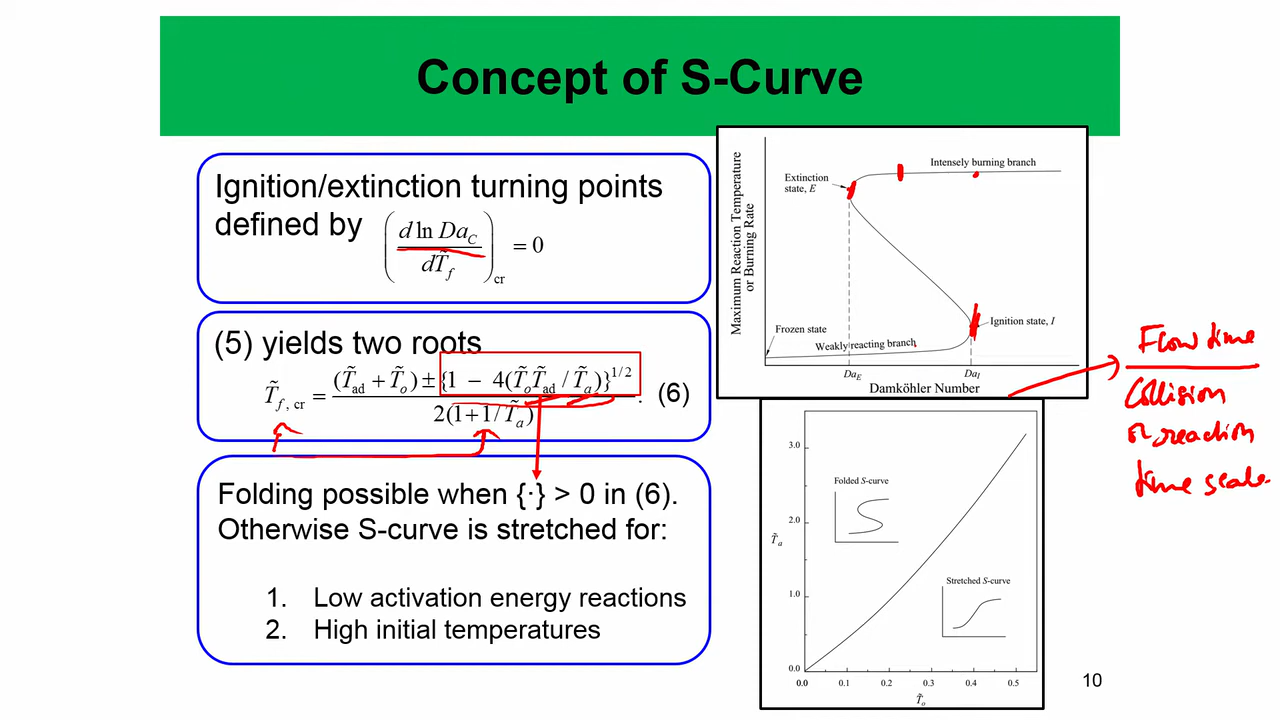 Concept of S-Curve
Ignition/extinction turning points
defined by (d ln Da_C / dT̃_f)_cr = 0
(5) yields two roots
T̃_f, cr = (T̃_ad + T̃_o) ± {1 − 4(T̃_o T̃_ad / T̃_a)}^1/2 / 2(1 + 1/T̃_a) . (6)
Folding possible when {·} > 0 in (6).
Otherwise S-curve is stretched for:
1. Low activation energy reactions
2. High initial temperatures
Maximum Reaction Temperature
or Burning Rate
Extinction
state, E
Intensely burning branch
Ignition state, I
Frozen state
Weakly reacting branch
Da_E
Da_I
Damköhler Number
Flow time
Collision
or reaction
time scale
3.0
Folded S-curve
2.0
T̃_a
Stretched S-curve
1.0
0.0
0.0 0.1 0.2 0.3 0.4 0.5
T̃_o
10